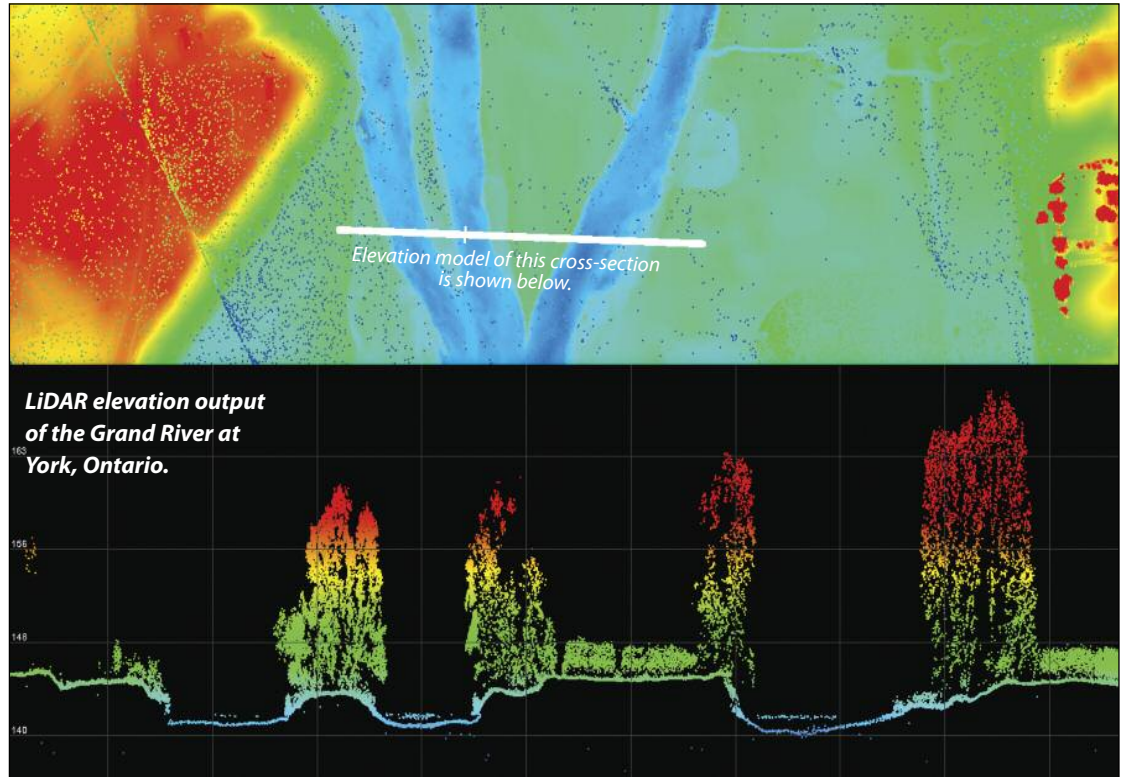 Elevation model of this cross-section
is shown below.
LiDAR elevation output
of the Grand River at
York, Ontario.
163
156
148
140